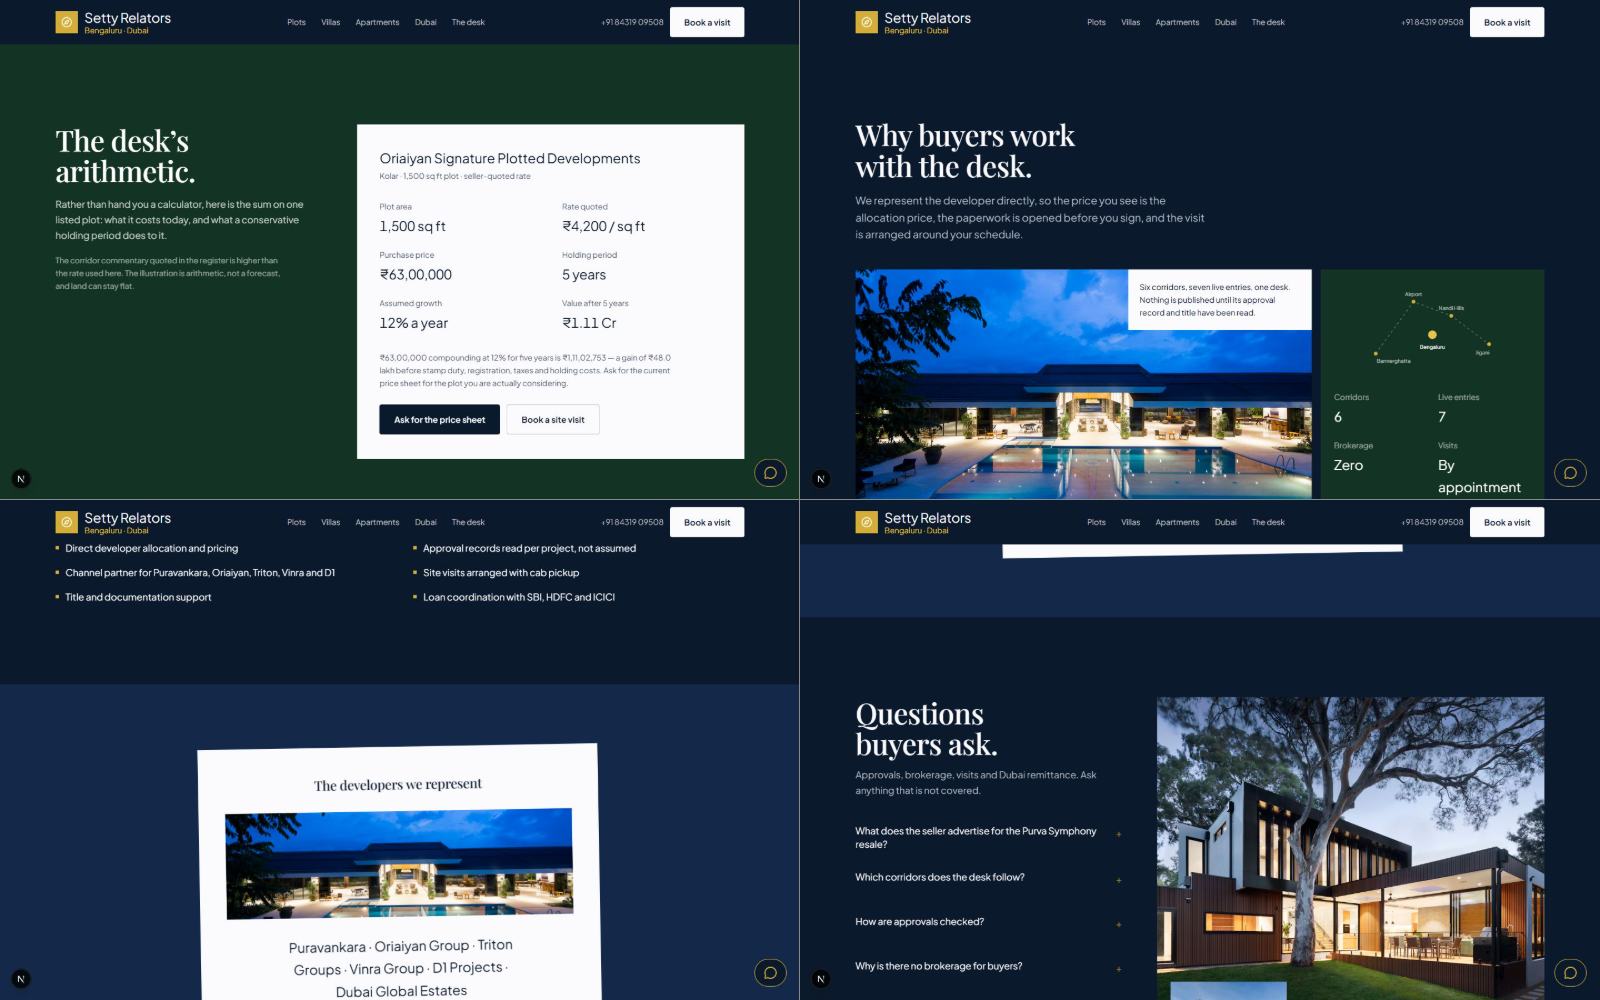 Setty Relators
Bengaluru · Dubai
Plots
Villas
Apartments
Dubai
The desk
+91 84319 09508
Book a visit
The desk's
arithmetic.
Rather than hand you a calculator, here is the sum on one
listed plot: what it costs today, and what a conservative
holding period does to it.
The corridor commentary quoted in the register is higher than
the rate used here. The illustration is arithmetic, not a forecast,
and land can stay flat.
Oriaiyan Signature Plotted Developments
Kolar · 1,500 sq ft plot · seller-quoted rate
Plot area
1,500 sq ft
Rate quoted
₹4,200 / sq ft
Purchase price
₹63,00,000
Holding period
5 years
Assumed growth
12% a year
Value after 5 years
₹1.11 Cr
₹63,00,000 compounding at 12% for five years is ₹1,11,02,753 — a gain of ₹48.0
lakh before stamp duty, registration, taxes and holding costs. Ask for the current
price sheet for the plot you are actually considering.
Ask for the price sheet
Book a site visit
N
Setty Relators
Bengaluru · Dubai
Plots
Villas
Apartments
Dubai
The desk
+91 84319 09508
Book a visit
Why buyers work
with the desk.
We represent the developer directly, so the price you see is the
allocation price, the paperwork is opened before you sign, and the visit
is arranged around your schedule.
Six corridors, seven live entries, one desk.
Nothing is published until its approval
record and title have been read.
Airport
Nandi Hills
Bengaluru
Jigani
Bannerghatta
Corridors
6
Live entries
7
Brokerage
Zero
Visits
By
appointment
N
Setty Relators
Bengaluru · Dubai
Plots
Villas
Apartments
Dubai
The desk
+91 84319 09508
Book a visit
Direct developer allocation and pricing
Approval records read per project, not assumed
Channel partner for Puravankara, Oriaiyan, Triton, Vinra and D1
Site visits arranged with cab pickup
Title and documentation support
Loan coordination with SBI, HDFC and ICICI
The developers we represent
Puravankara · Oriaiyan Group · Triton
Groups · Vinra Group · D1 Projects ·
Dubai Global Estates
N
Setty Relators
Bengaluru · Dubai
Plots
Villas
Apartments
Dubai
The desk
+91 84319 09508
Book a visit
Questions
buyers ask.
Approvals, brokerage, visits and Dubai remittance. Ask
anything that is not covered.
What does the seller advertise for the Purva Symphony
resale?
+
Which corridors does the desk follow?
+
How are approvals checked?
+
Why is there no brokerage for buyers?
+
N